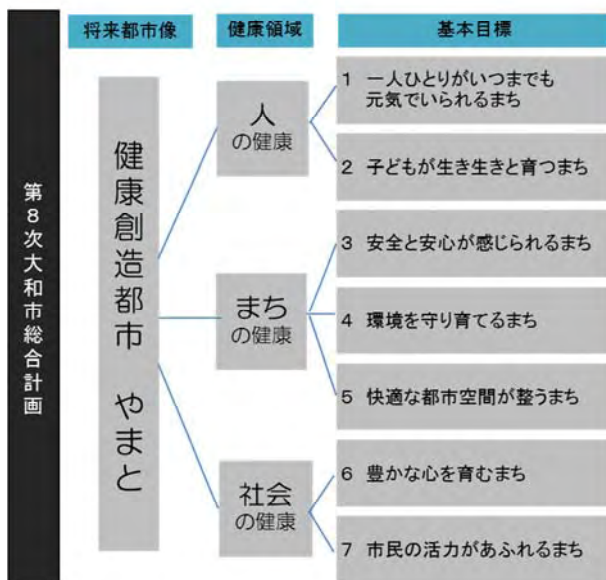 将来都市像
健康領域
基本目標
第8次大和市総合計画
健康創造都市 やまと
人
の健康
1 一人ひとりがいつまでも
元気でいられるまち
2 子どもが生き生きと育つまち
まち
の健康
3 安全と安心が感じられるまち
4 環境を守り育てるまち
5 快適な都市空間が整うまち
社会
の健康
6 豊かな心を育むまち
7 市民の活力があふれるまち